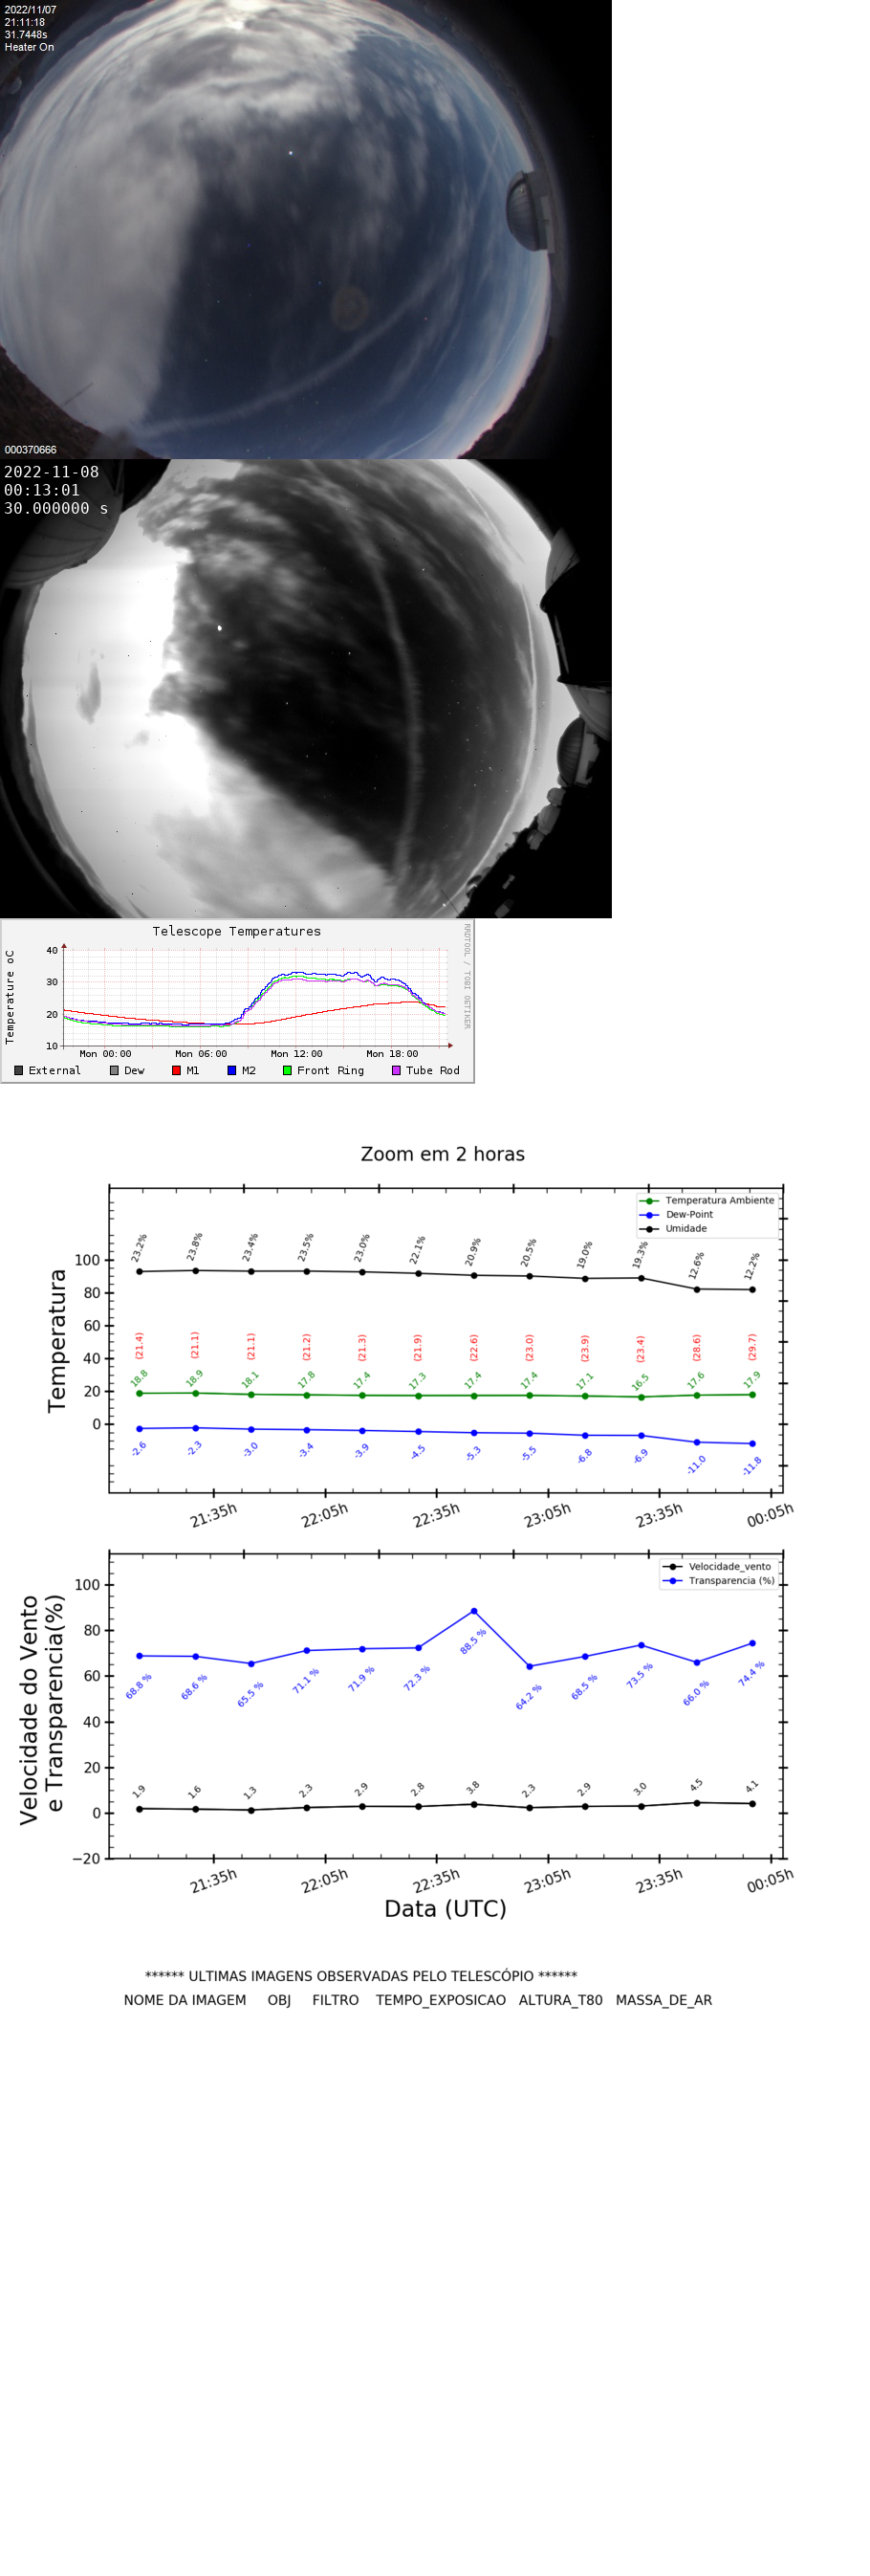 2022/11/07
21:11:18
31.7448s
Heater On
000370666
2022-11-08
00:13:01
30.000000 s
Telescope Temperatures
RRDTOOL / TOBI OETIKER
Temperature oC
40
30
20
10
Mon 00:00 Mon 06:00 Mon 12:00 Mon 18:00
External Dew M1 M2 Front Ring Tube Rod
Zoom em 2 horas
Temperatura Ambiente
Dew-Point
Umidade
Temperatura
100
80
60
40
20
0
23.2% 23.8% 23.4% 23.5% 23.0% 22.1% 20.9% 20.5% 19.0% 19.3% 12.6% 12.2%
(21.4) (21.1) (21.1) (21.2) (21.3) (21.9) (22.6) (23.0) (23.9) (23.4) (28.6) (29.7)
18.8 18.9 18.1 17.8 17.4 17.3 17.4 17.4 17.1 16.5 17.6 17.9
-2.6 -2.3 -3.0 -3.4 -3.9 -4.5 -5.3 -5.5 -6.8 -6.9 -11.0 -11.8
21:35h 22:05h 22:35h 23:05h 23:35h 00:05h
Velocidade_vento
Transparencia (%)
Velocidade do Vento
e Transparencia(%)
100
80
60
40
20
0
−20
68.8 % 68.6 % 65.5 % 71.1 % 71.9 % 72.3 % 88.5 % 64.2 % 68.5 % 73.5 % 66.0 % 74.4 %
1.9 1.6 1.3 2.3 2.9 2.8 3.8 2.3 2.9 3.0 4.5 4.1
21:35h 22:05h 22:35h 23:05h 23:35h 00:05h
Data (UTC)
****** ULTIMAS IMAGENS OBSERVADAS PELO TELESCÓPIO ******
NOME DA IMAGEM OBJ FILTRO TEMPO_EXPOSICAO ALTURA_T80 MASSA_DE_AR